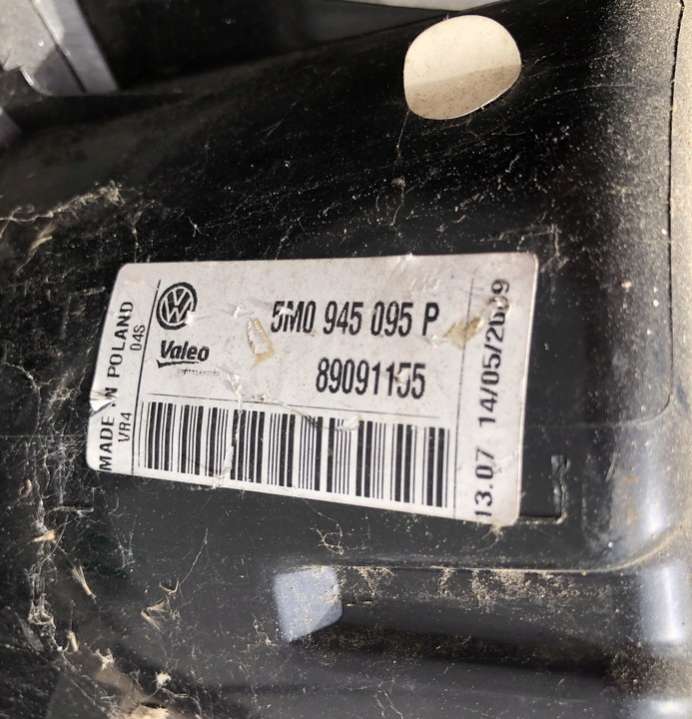 MADE IN POLAND
04S
VR4
5M0 945 095 P
Valeo
89091155
13.07 14/05/2009